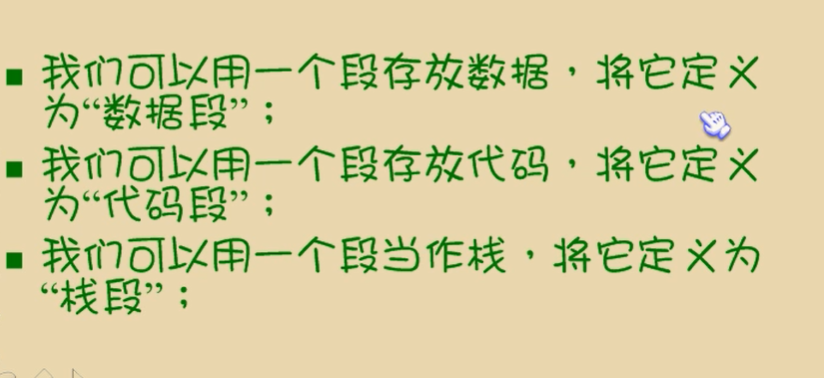 ■ 我们可以用一个段存放数据，将它定义
为“数据段”；
■ 我们可以用一个段存放代码，将它定义
为“代码段”；
■ 我们可以用一个段当作栈，将它定义为
“栈段”；